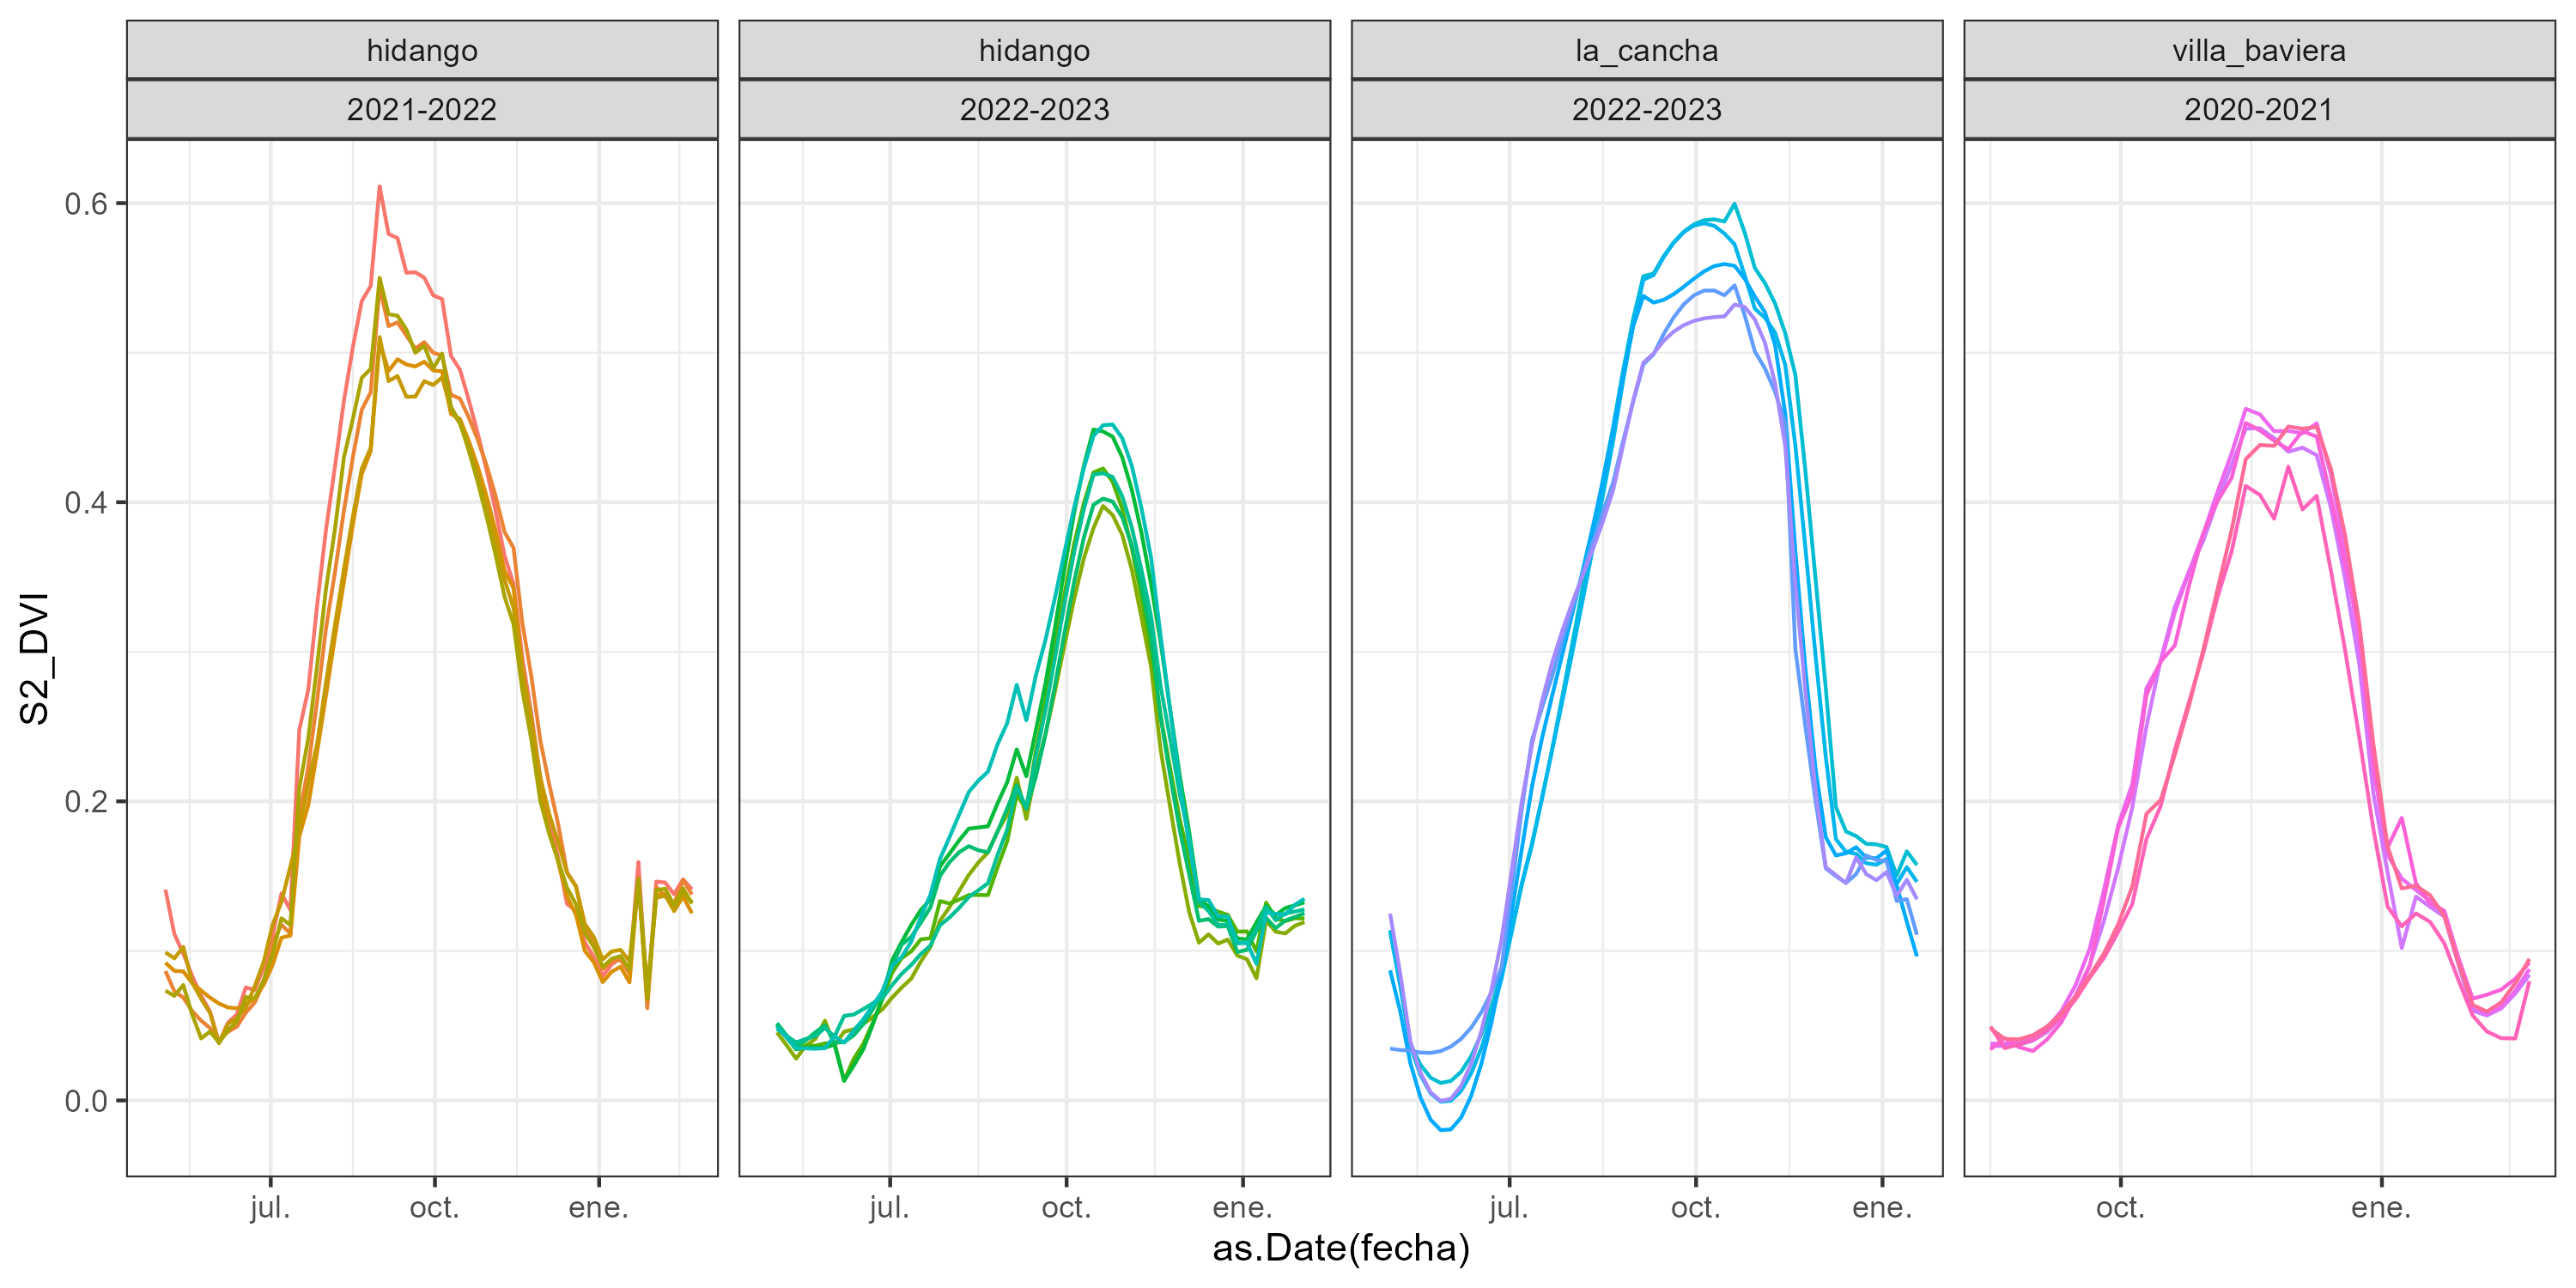 hidango hidango la_cancha villa_baviera
2021-2022 2022-2023 2022-2023 2020-2021
0.6
0.4
0.2
0.0
S2_DVI
jul. oct. ene. jul. oct. ene. jul. oct. ene. oct. ene.
as.Date(fecha)